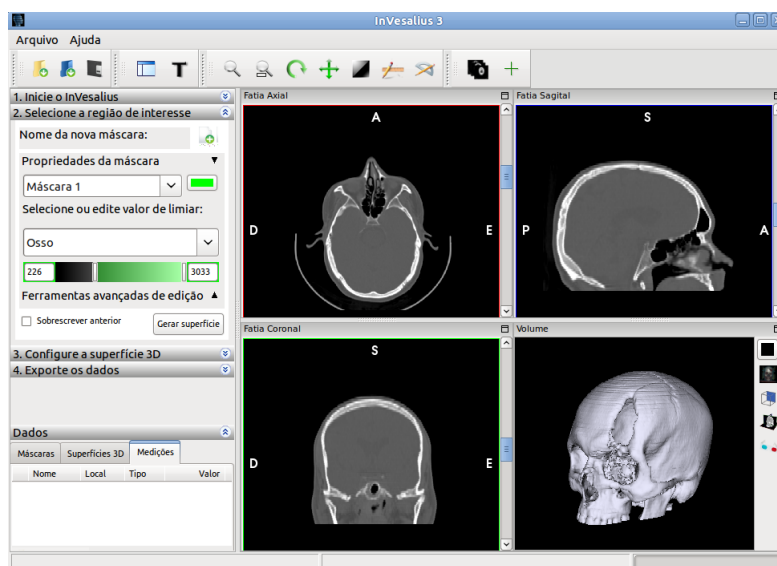 InVesalius 3
Arquivo Ajuda
T
1. Inicie o InVesalius
2. Selecione a região de interesse
Nome da nova máscara:
Propriedades da máscara
Máscara 1
Selecione ou edite valor de limiar:
Osso
226 3033
Ferramentas avançadas de edição
Sobrescrever anterior Gerar superfície
3. Configure a superfície 3D
4. Exporte os dados
Dados
Máscaras Superfícies 3D Medições
Nome Local Tipo Valor
Fatia Axial
A
D E
Fatia Sagital
S
P A
Fatia Coronal
S
D E
Volume